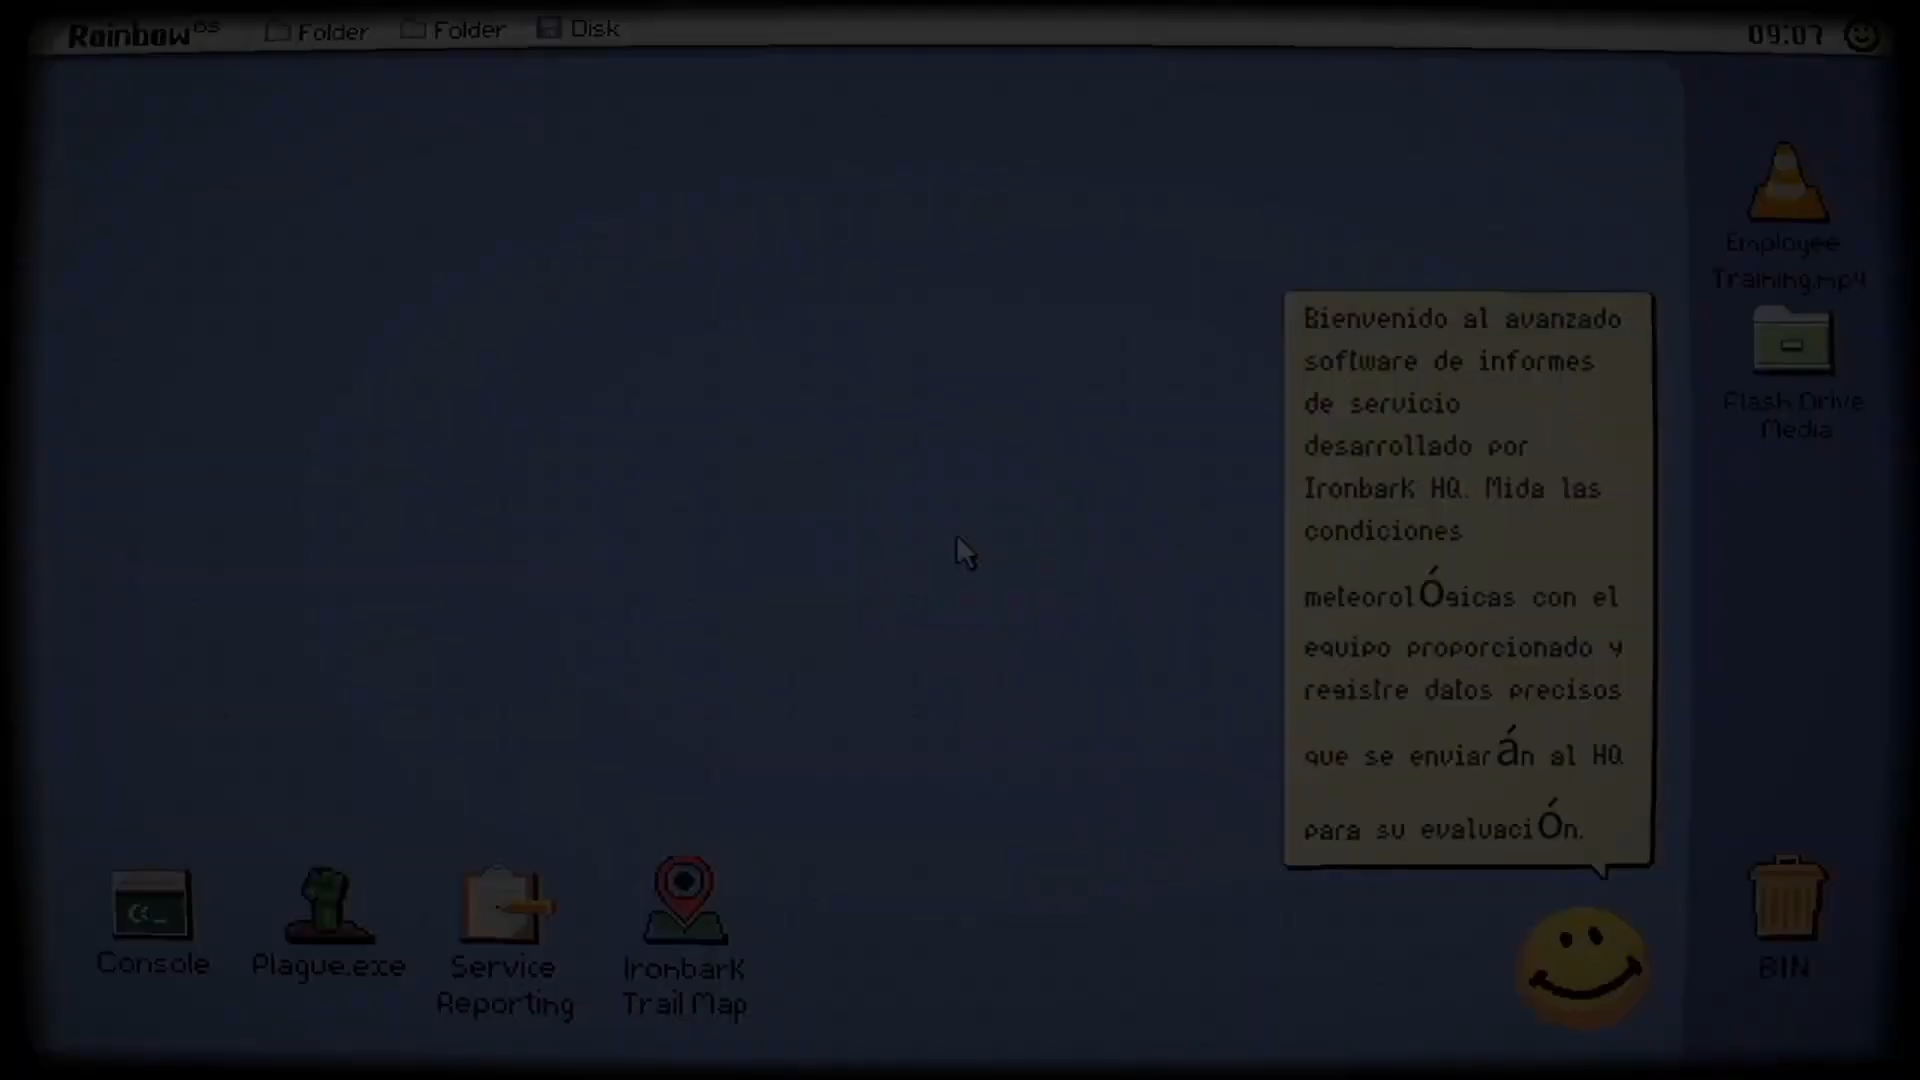 Rainbow OS
Folder
Folder
Disk
09:07
Employee
Training.mp4
Flash Drive
Media
Bienvenido al avanzado
software de informes
de servicio
desarrollado por
Ironbark HQ. Mida las
condiciones
meteorolÓgicas con el
equipo proporcionado y
registre datos precisos
que se enviarán al HQ
para su evaluaciÓn.
C:_
Console
Plague.exe
Service
Reporting
Ironbark
Trail Map
BIN